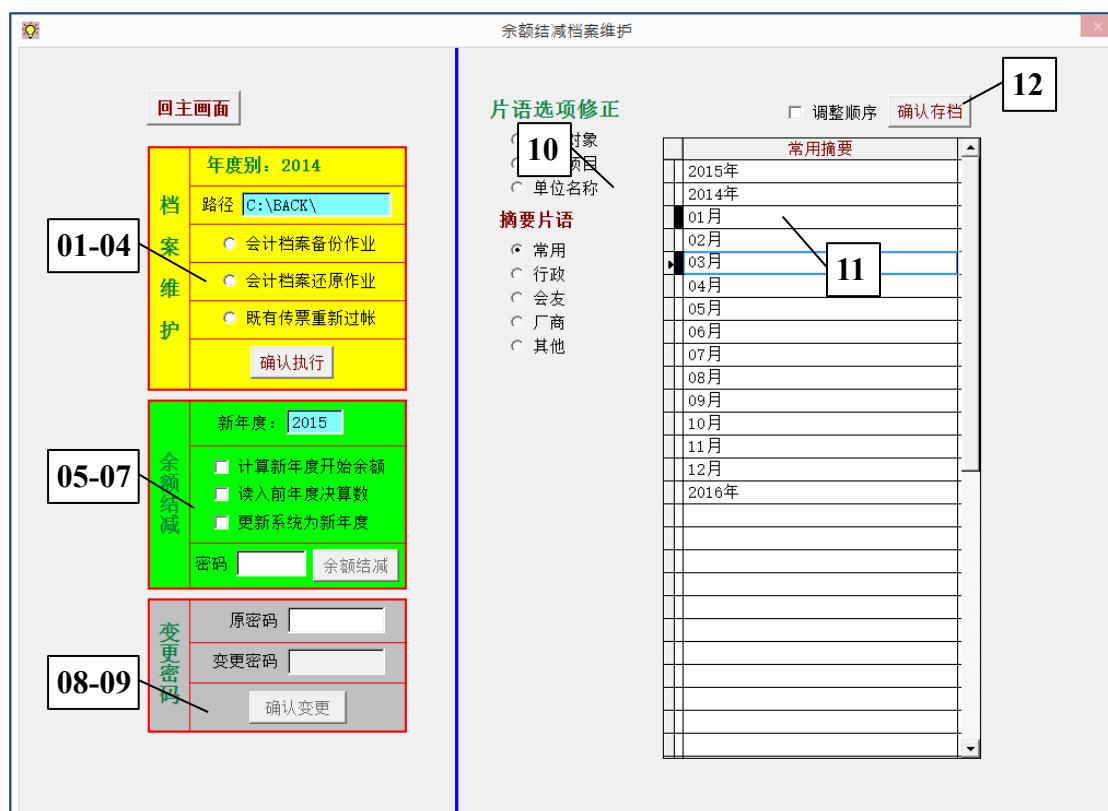 余额结减档案维护
回主画面
年度别：2014
档案维护
路径 C:\BACK\
会计档案备份作业
会计档案还原作业
既有传票重新过帐
确认执行
01-04
余额结减
新年度：2015
计算新年度开始余额
读入前年度决算数
更新系统为新年度
密码 余额结减
05-07
变更密码
原密码
变更密码
确认变更
08-09
片语选项修正
对象
项目
单位名称
10
摘要片语
常用
行政
会友
厂商
其他
调整顺序 确认存档
12
常用摘要
2015年
2014年
01月
02月
03月
04月
05月
06月
07月
08月
09月
10月
11月
12月
2016年
11